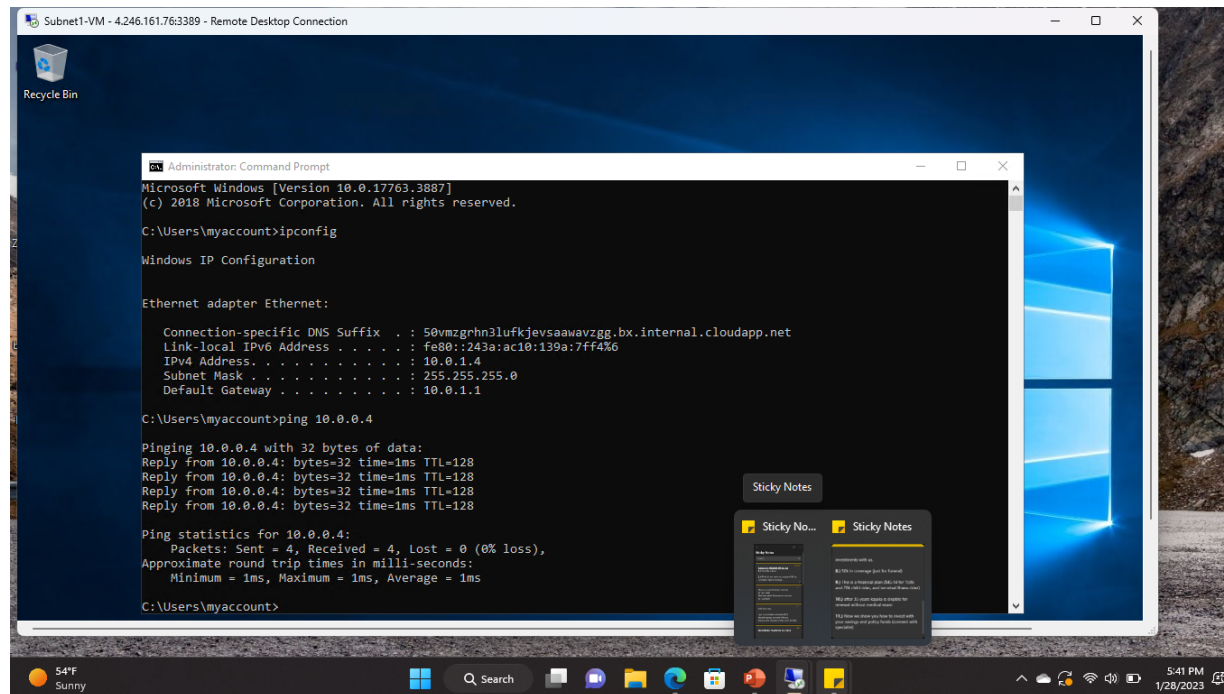 Subnet1-VM - 4.246.161.76:3389 - Remote Desktop Connection
Recycle Bin
Administrator: Command Prompt
Microsoft Windows [Version 10.0.17763.3887]
(c) 2018 Microsoft Corporation. All rights reserved.
C:\Users\myaccount>ipconfig
Windows IP Configuration
Ethernet adapter Ethernet:
Connection-specific DNS Suffix . : 50vmzgrhn3lufkjevsaawavzgg.bx.internal.cloudapp.net
Link-local IPv6 Address . . . . . : fe80::243a:ac10:139a:7ff4%6
IPv4 Address. . . . . . . . . . . : 10.0.1.4
Subnet Mask . . . . . . . . . . . : 255.255.255.0
Default Gateway . . . . . . . . . : 10.0.1.1
C:\Users\myaccount>ping 10.0.0.4
Pinging 10.0.0.4 with 32 bytes of data:
Reply from 10.0.0.4: bytes=32 time=1ms TTL=128
Reply from 10.0.0.4: bytes=32 time=1ms TTL=128
Reply from 10.0.0.4: bytes=32 time=1ms TTL=128
Reply from 10.0.0.4: bytes=32 time=1ms TTL=128
Ping statistics for 10.0.0.4:
Packets: Sent = 4, Received = 4, Lost = 0 (0% loss),
Approximate round trip times in milli-seconds:
Minimum = 1ms, Maximum = 1ms, Average = 1ms
C:\Users\myaccount>
Sticky Notes
Sticky No...
Sticky Notes
Sticky Notes
investments with us.
54°F
Sunny
Search
5:41 PM
1/28/2023